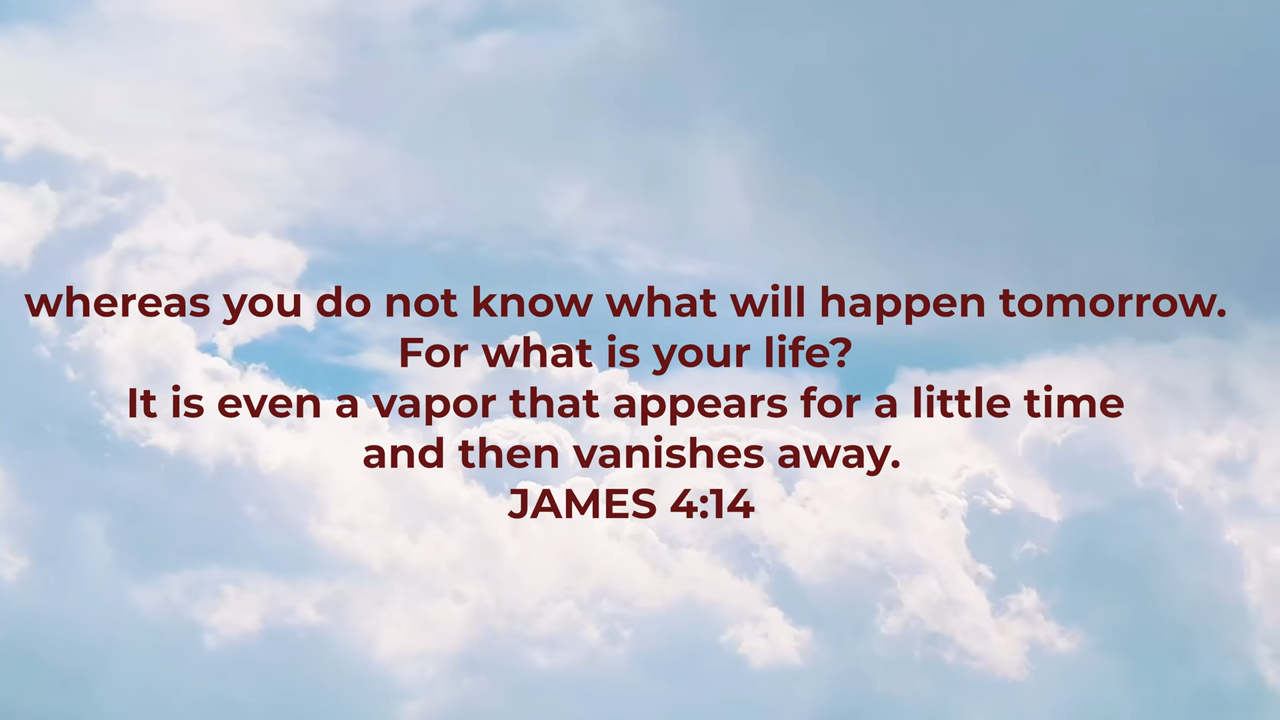 whereas you do not know what will happen tomorrow.
For what is your life?
It is even a vapor that appears for a little time
and then vanishes away.
JAMES 4:14